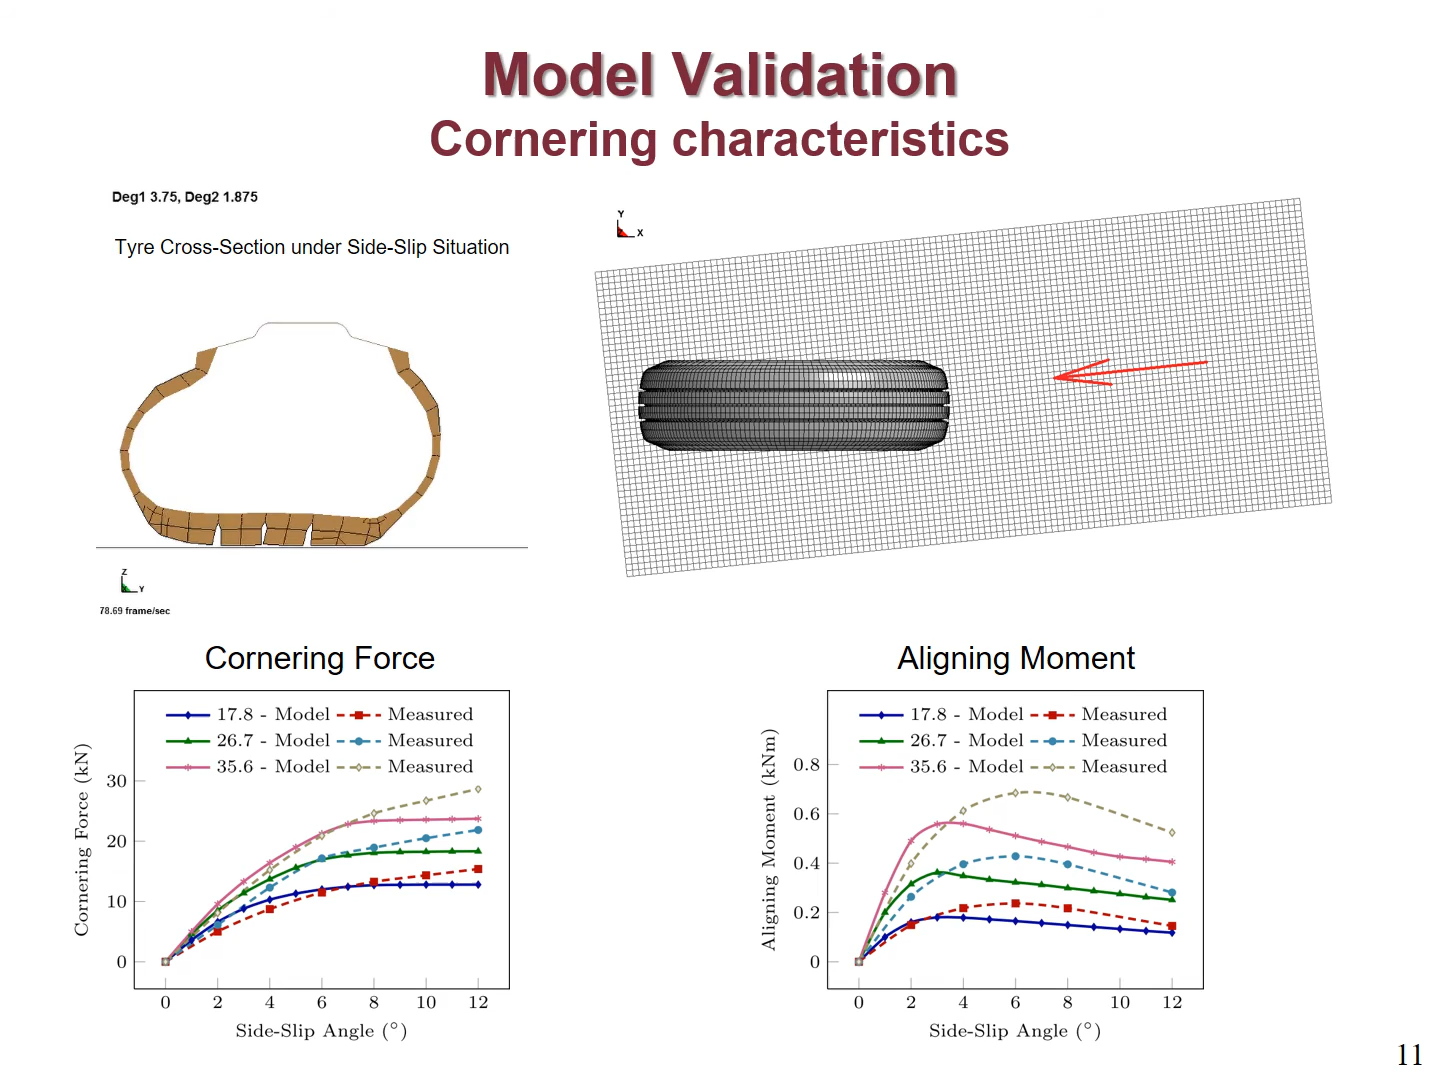 Model Validation
Cornering characteristics
Deg1 3.75, Deg2 1.875
Tyre Cross-Section under Side-Slip Situation
Y
X
Z
Y
78.69 frame/sec
Cornering Force
17.8 - Model Measured
26.7 - Model Measured
35.6 - Model Measured
Cornering Force (kN)
30
20
10
0
0 2 4 6 8 10 12
Side-Slip Angle (°)
Aligning Moment
17.8 - Model Measured
26.7 - Model Measured
35.6 - Model Measured
Aligning Moment (kNm)
0.8
0.6
0.4
0.2
0
0 2 4 6 8 10 12
Side-Slip Angle (°)
11